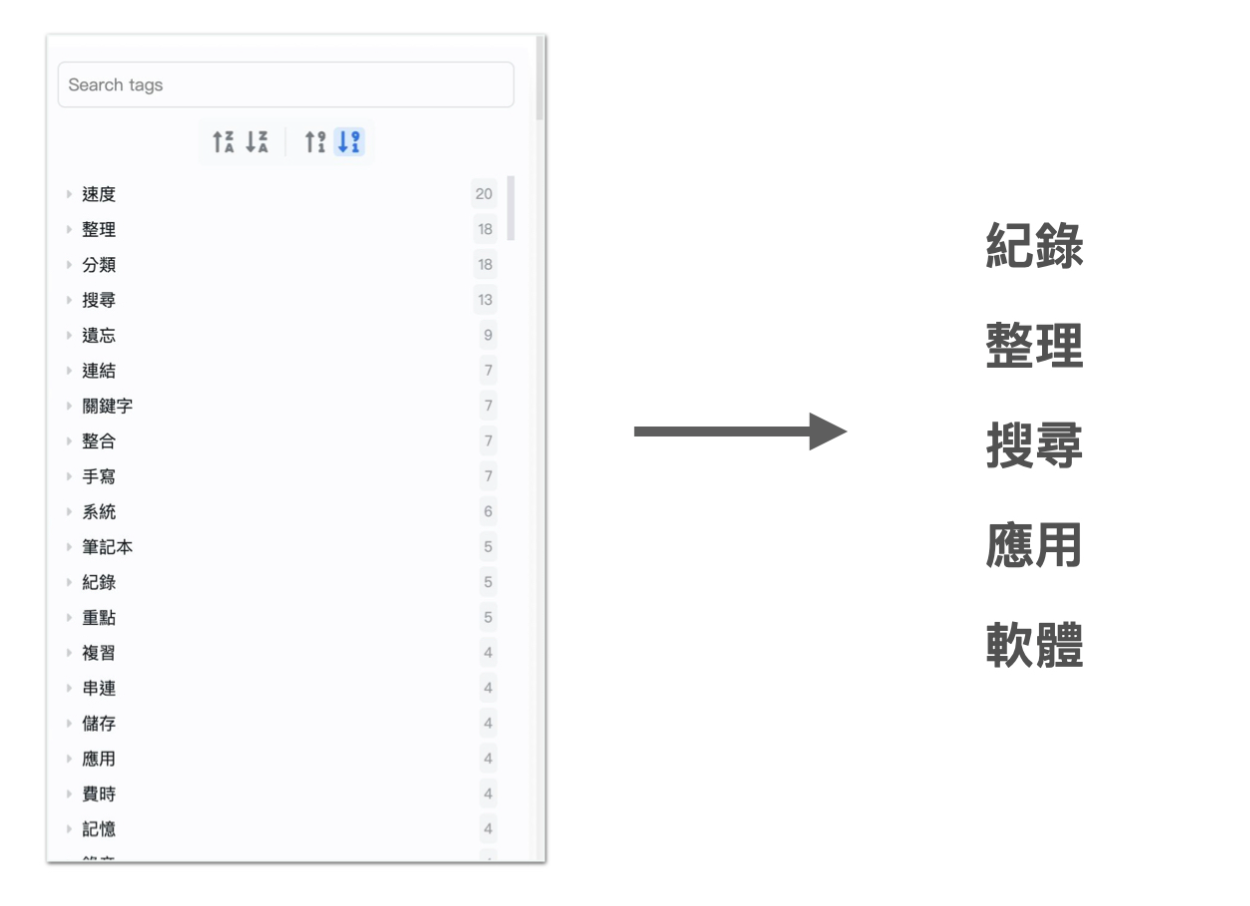 Search tags
速度 20
整理 18
分類 18
搜尋 13
遺忘 9
連結 7
關鍵字 7
整合 7
手寫 7
系統 6
筆記本 5
紀錄 5
重點 5
複習 4
串連 4
儲存 4
應用 4
費時 4
記憶 4
紀錄
整理
搜尋
應用
軟體